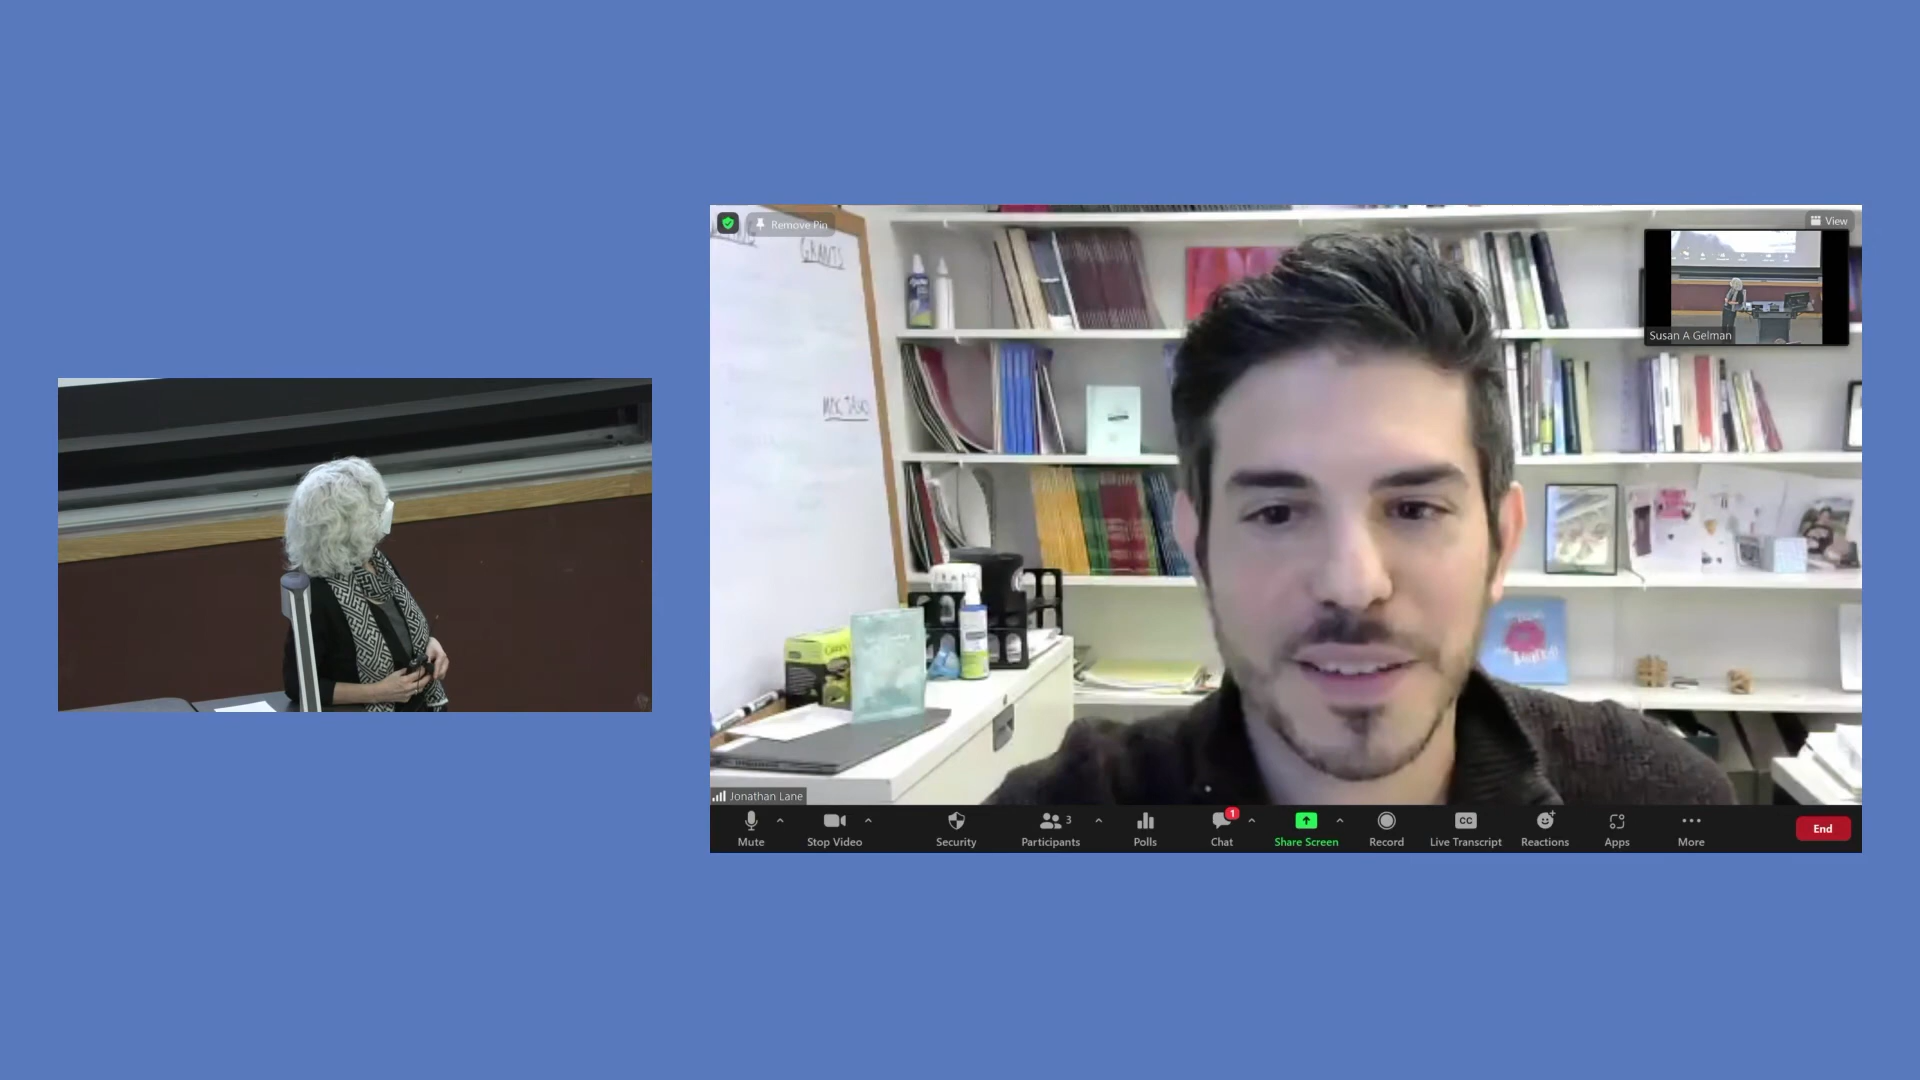 Remove Pin
View
GRANTS
Susan A Gelman
Jonathan Lane
3
1
CC
Mute
Stop Video
Security
Participants
Polls
Chat
Share Screen
Record
Live Transcript
Reactions
Apps
More
End